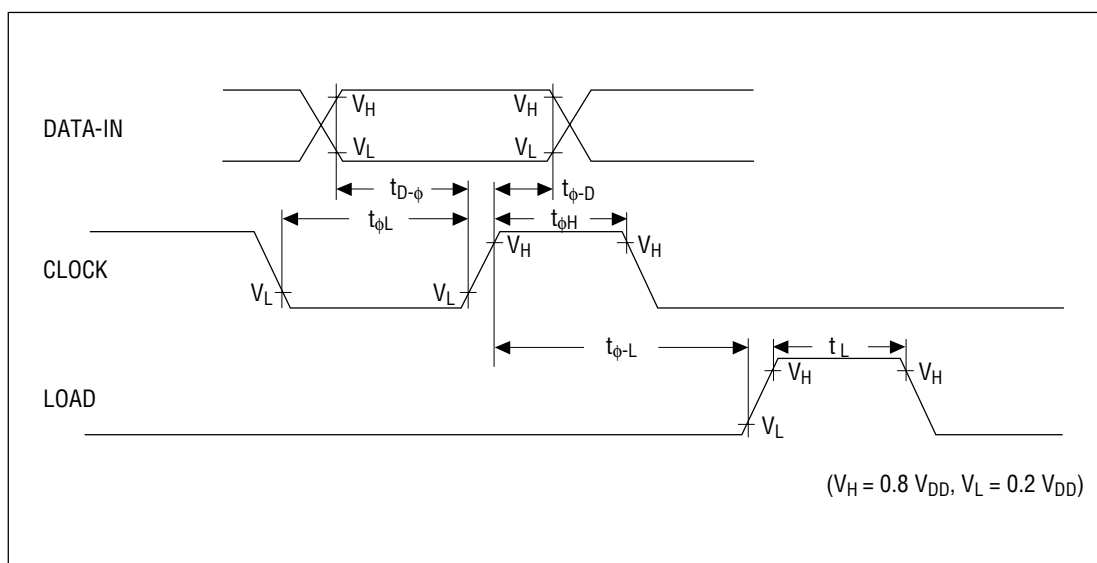 V_H V_H
DATA-IN
V_L V_L
t_D-ϕ t_ϕ-D
t_ϕL t_ϕH
V_H V_H
CLOCK
V_L V_L
t_ϕ-L t_L
V_H V_H
LOAD
V_L
(V_H = 0.8 V_DD, V_L = 0.2 V_DD)